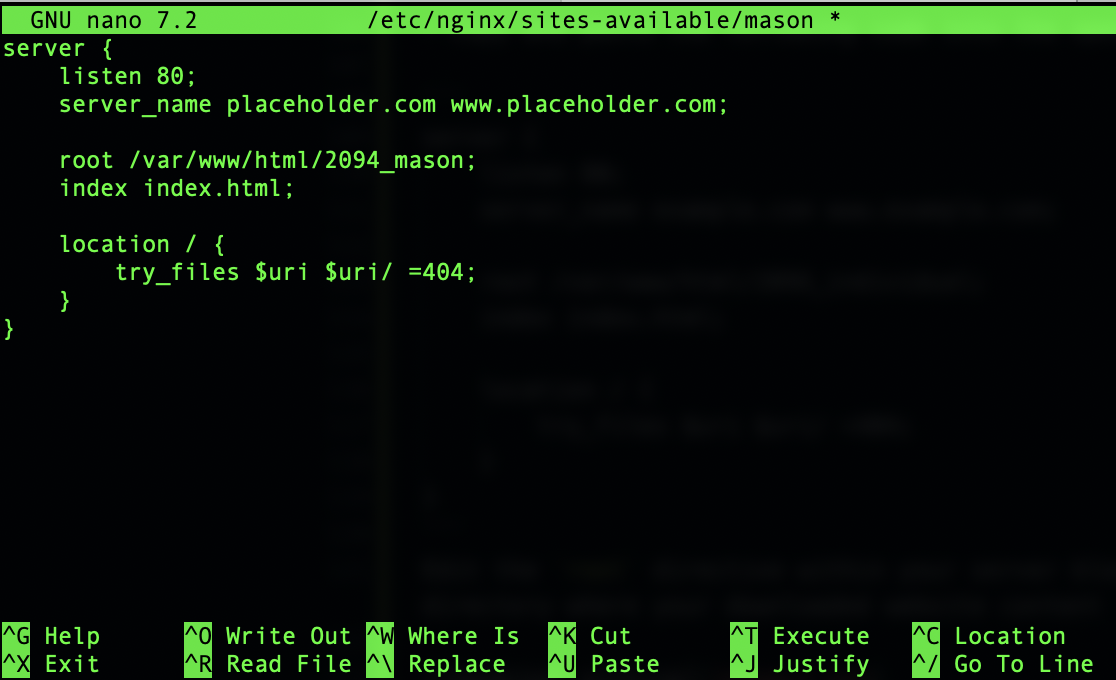 GNU nano 7.2 /etc/nginx/sites-available/mason *
server {
    listen 80;
    server_name placeholder.com www.placeholder.com;

    root /var/www/html/2094_mason;
    index index.html;

    location / {
        try_files $uri $uri/ =404;
    }
}
^G Help ^O Write Out ^W Where Is ^K Cut ^T Execute ^C Location
^X Exit ^R Read File ^\ Replace ^U Paste ^J Justify ^/ Go To Line